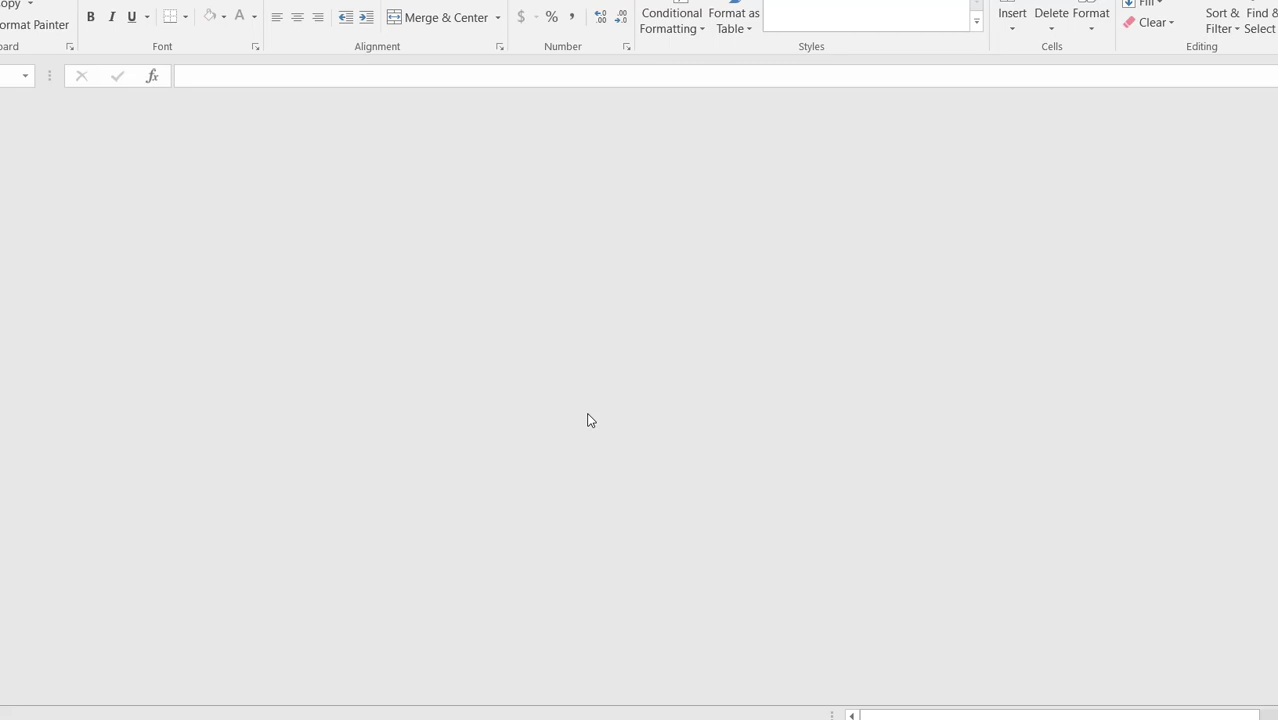 opy
ormat Painter
oard
B I U A
Font
Merge & Center
Alignment
$ % ,
Number
Conditional
Formatting
Format as
Table
Styles
Insert Delete Format
Cells
Fill
Clear
Sort &
Filter
Find &
Select
Editing
fx